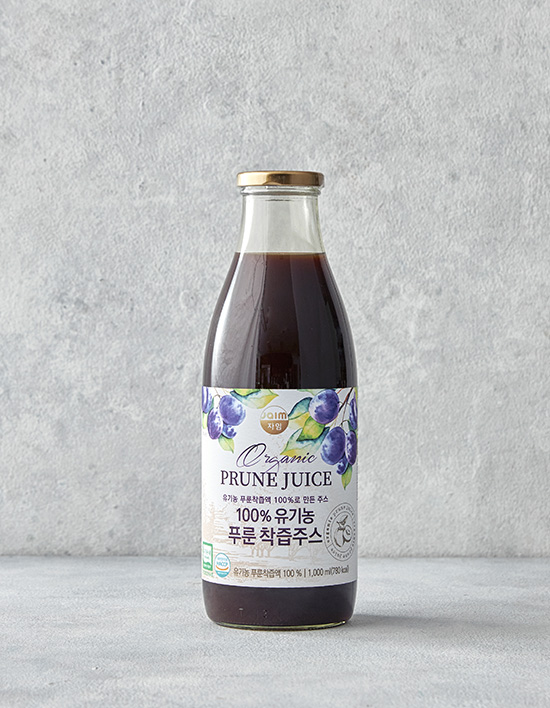 Jaim
자임
Organic
PRUNE JUICE
유기농 푸룬착즙액 100%로 만든 주스
100% 유기농
푸룬 착즙주스
HACCP
유기농 푸룬착즙액 100% | 1,000 ml(780 kcal)